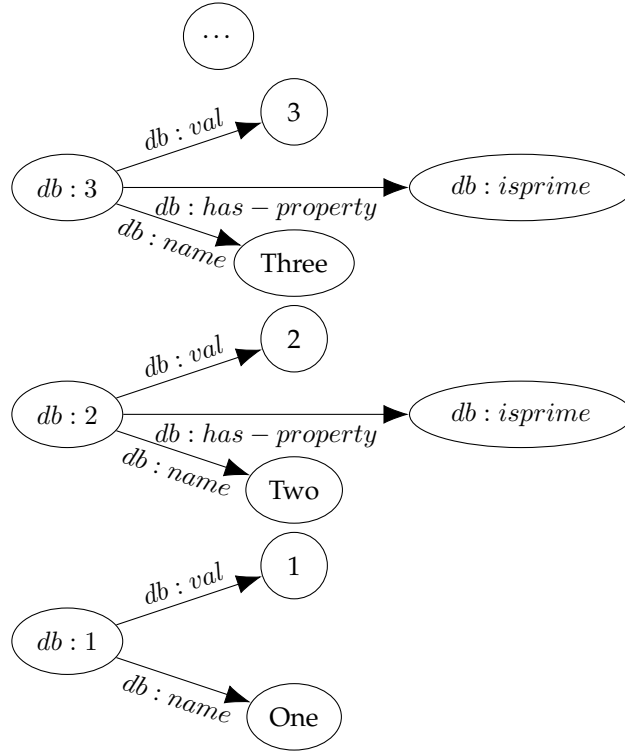 ...
3
db : val
db : 3
db : isprime
db : has − property
db : name
Three
2
db : val
db : 2
db : isprime
db : has − property
db : name
Two
1
db : val
db : 1
db : name
One